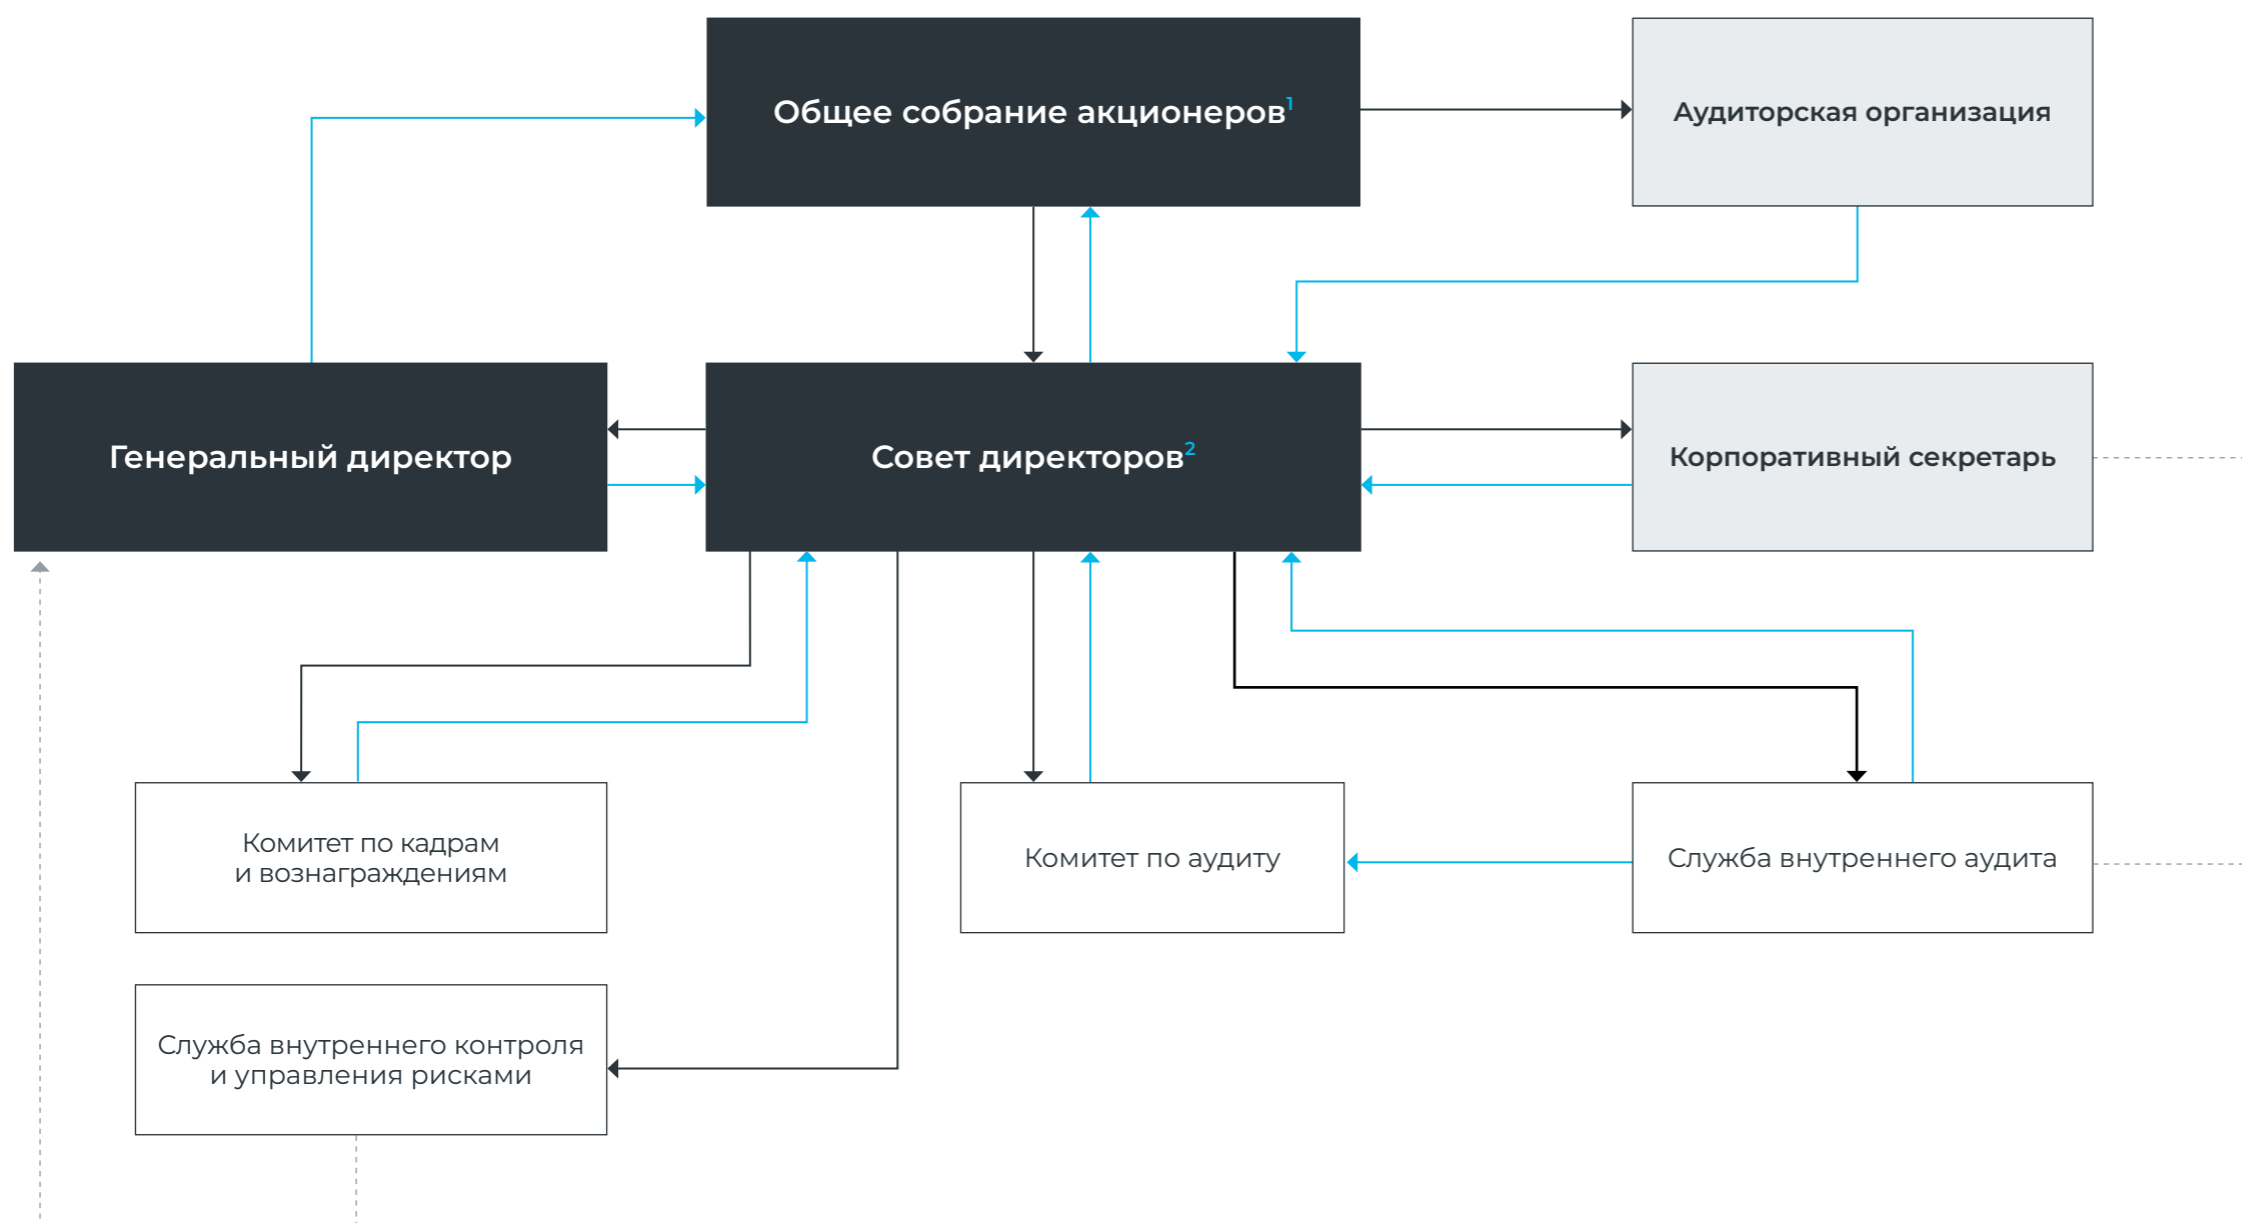 Общее собрание акционеров¹
Аудиторская организация
Генеральный директор
Совет директоров²
Корпоративный секретарь
Комитет по кадрам
и вознаграждениям
Комитет по аудиту
Служба внутреннего аудита
Служба внутреннего контроля
и управления рисками